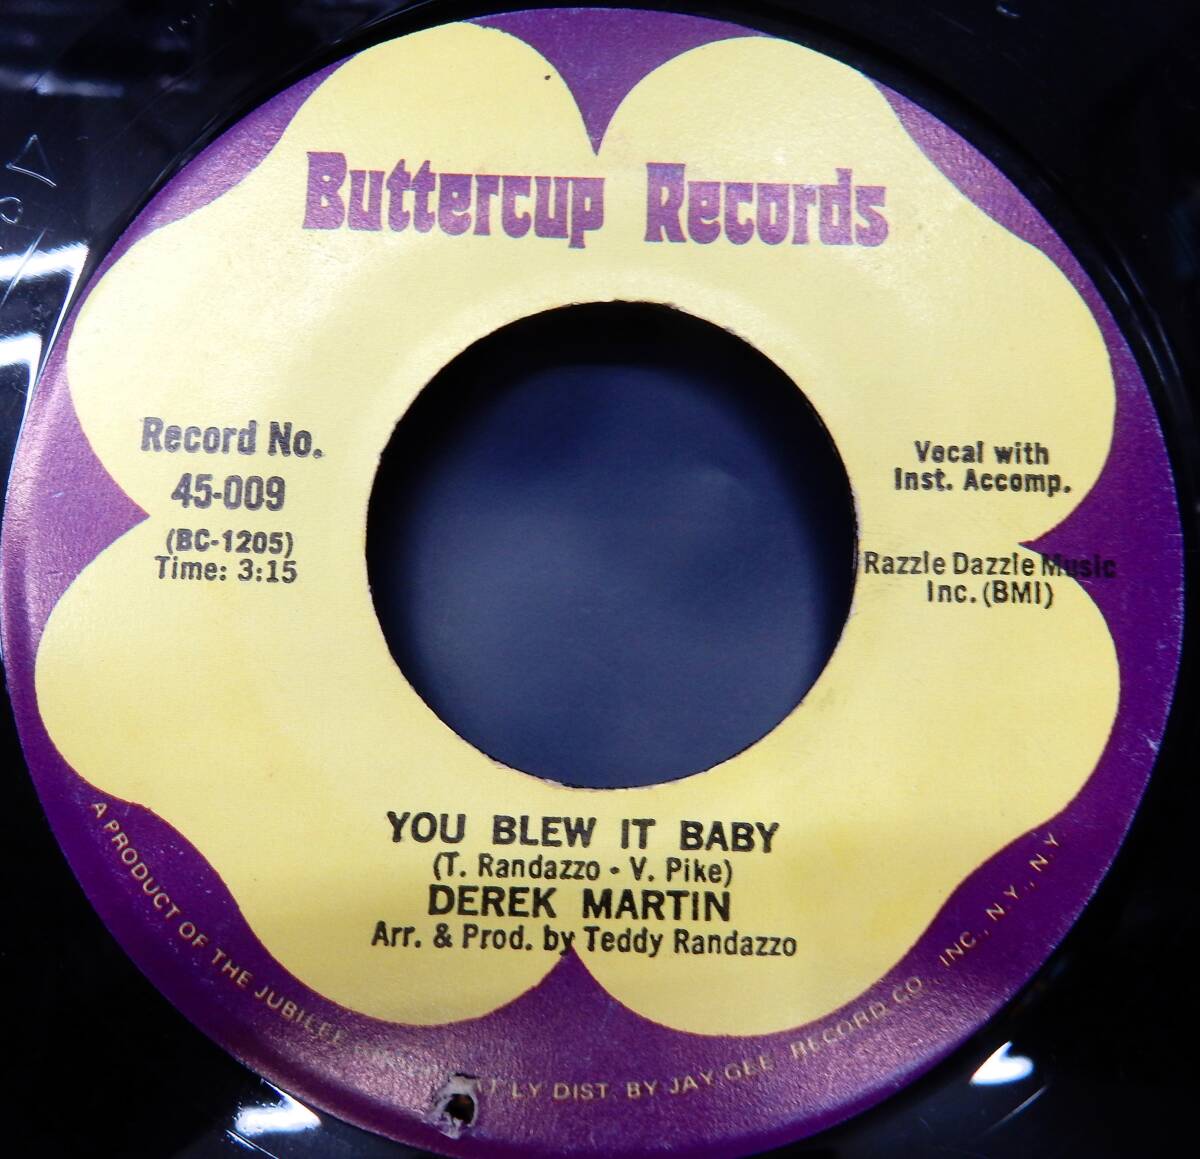 Buttercup Records
Record No.
45-009
(BC-1205)
Time: 3:15
Vocal with
Inst. Accomp.
Razzle Dazzle Music
Inc. (BMI)
YOU BLEW IT BABY
(T. Randazzo • V. Pike)
DEREK MARTIN
Arr. & Prod. by Teddy Randazzo
A PRODUCT OF THE JUBILEE LY DIST BY JAY GEE RECORD CO. INC., N.Y., N.Y